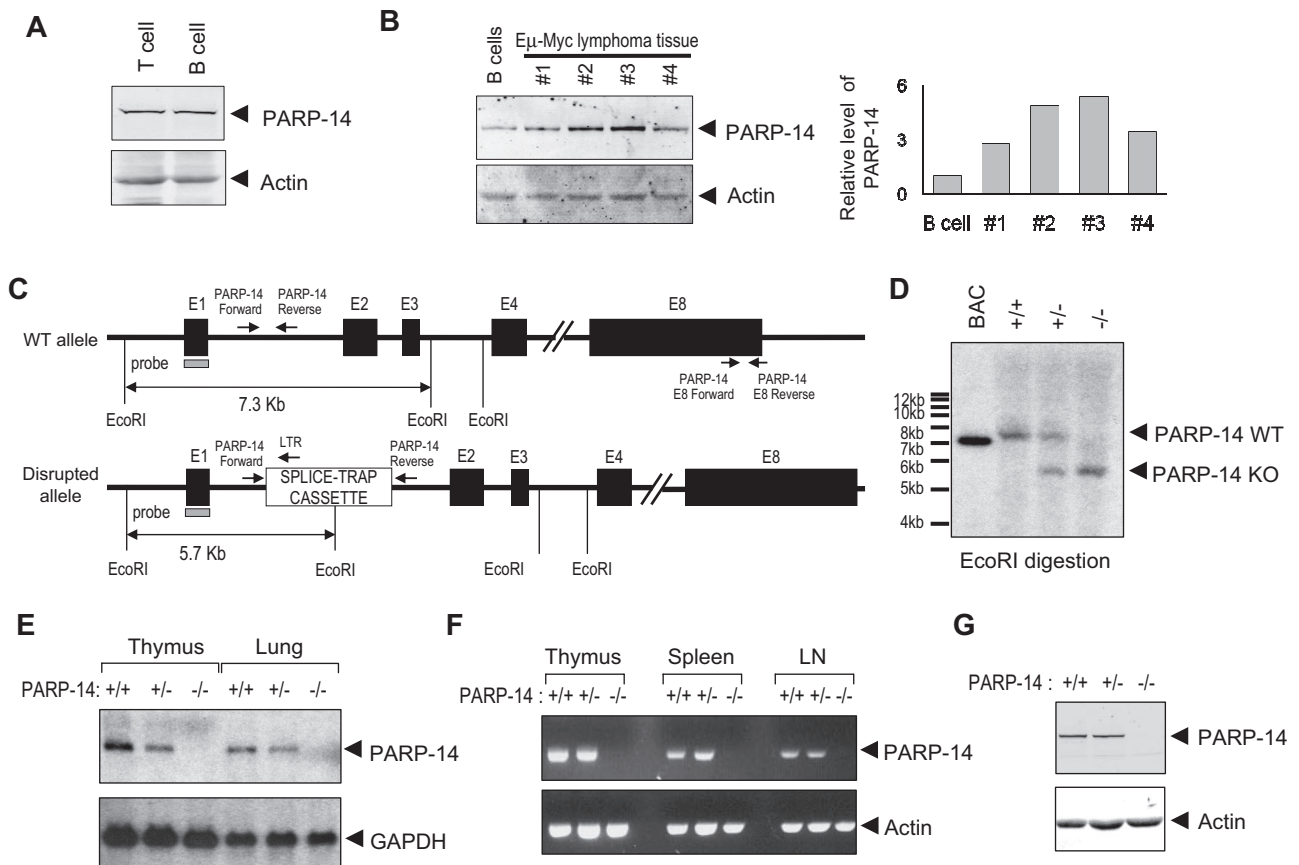 A
T cell
B cell
PARP-14
Actin
B
B cells
Eµ-Myc lymphoma tissue
#1
#2
#3
#4
PARP-14
Actin
Relative level of
PARP-14
6
3
0
B cell #1 #2 #3 #4
C
WT allele
E1
PARP-14
Forward
PARP-14
Reverse
E2
E3
E4
E8
probe
7.3 Kb
EcoRI
EcoRI
EcoRI
PARP-14
E8 Forward
PARP-14
E8 Reverse
Disrupted
allele
E1
PARP-14
Forward
LTR
SPLICE-TRAP
CASSETTE
PARP-14
Reverse
E2
E3
E4
E8
probe
5.7 Kb
EcoRI
EcoRI
EcoRI
EcoRI
D
BAC
+/+
+/-
-/-
12kb
10kb
8kb
7kb
6kb
5kb
4kb
PARP-14 WT
PARP-14 KO
EcoRI digestion
E
Thymus Lung
PARP-14: +/+ +/- -/- +/+ +/- -/-
PARP-14
GAPDH
F
Thymus Spleen LN
PARP-14 : +/+ +/- -/- +/+ +/- -/- +/+ +/- -/-
PARP-14
Actin
G
PARP-14 : +/+ +/- -/-
PARP-14
Actin